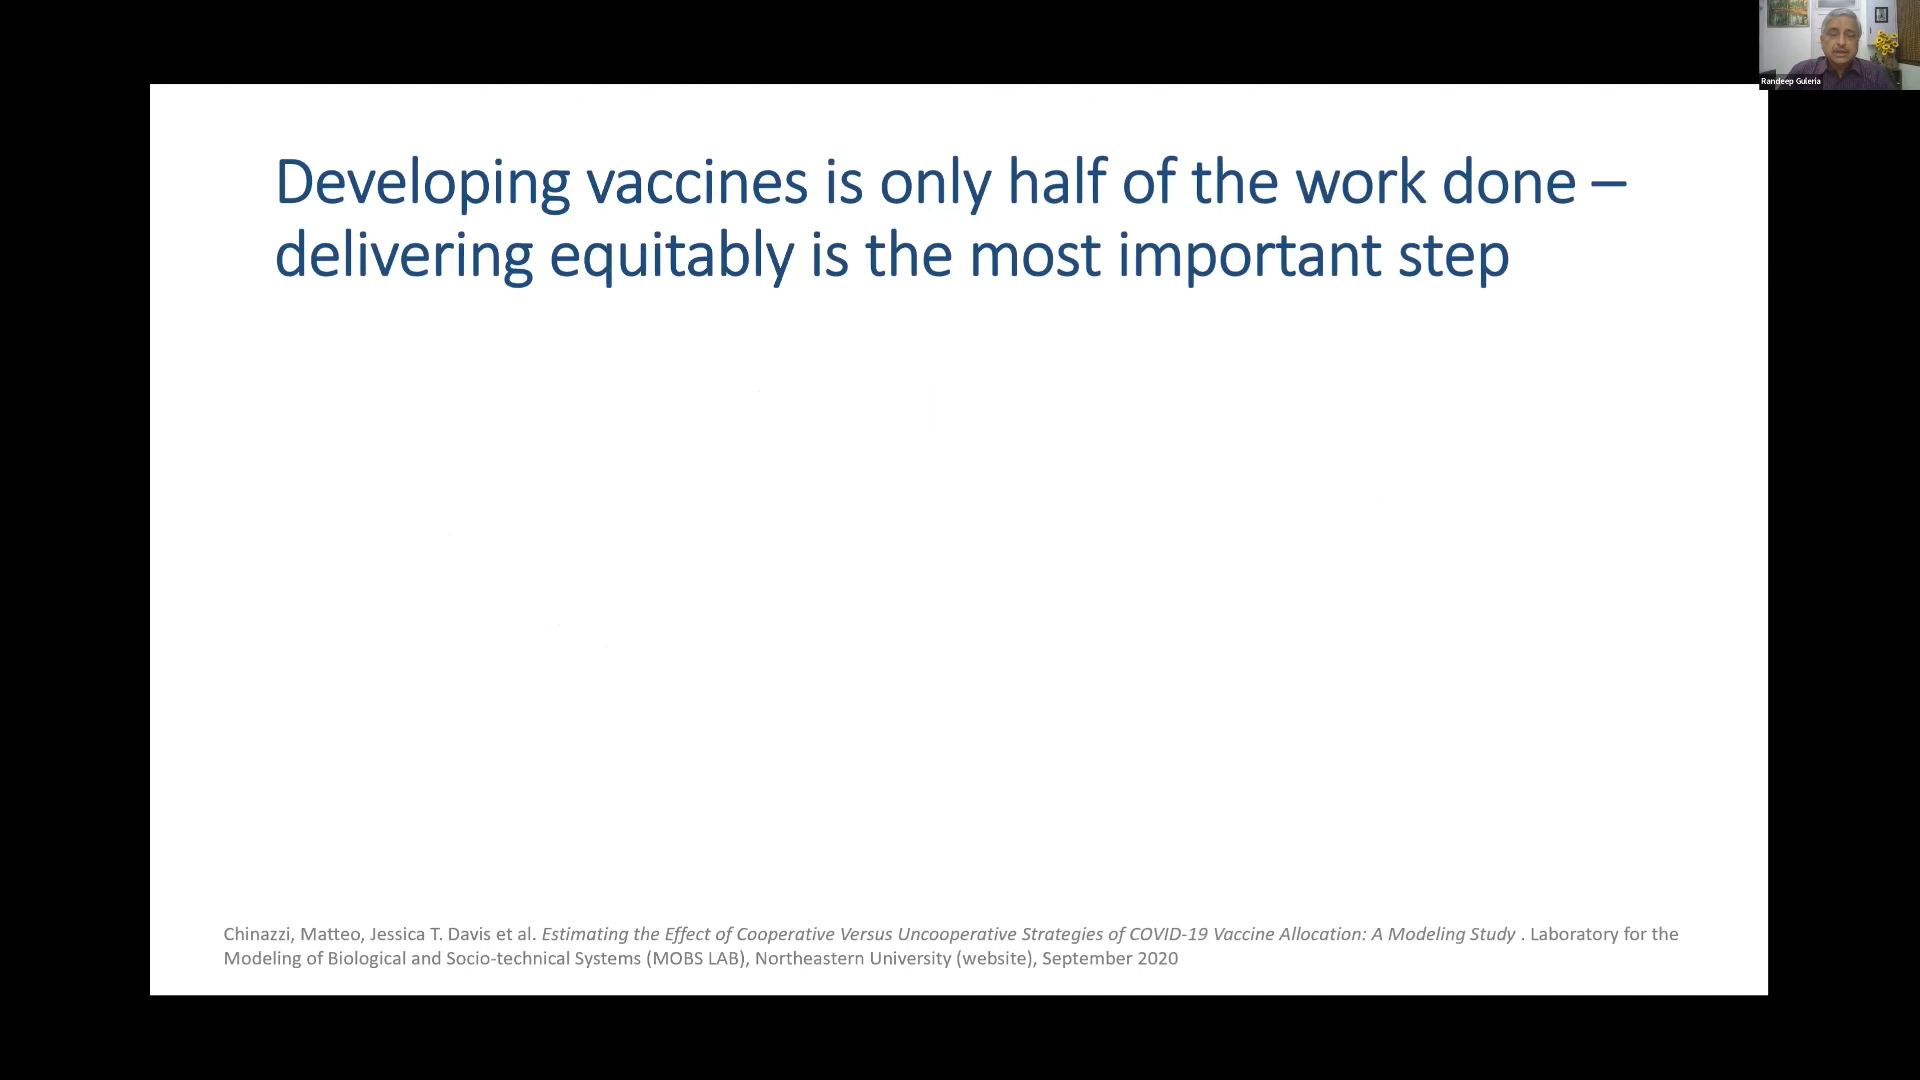 Randeep Guleria
Developing vaccines is only half of the work done –
delivering equitably is the most important step
Chinazzi, Matteo, Jessica T. Davis et al. Estimating the Effect of Cooperative Versus Uncooperative Strategies of COVID-19 Vaccine Allocation: A Modeling Study . Laboratory for the
Modeling of Biological and Socio-technical Systems (MOBS LAB), Northeastern University (website), September 2020